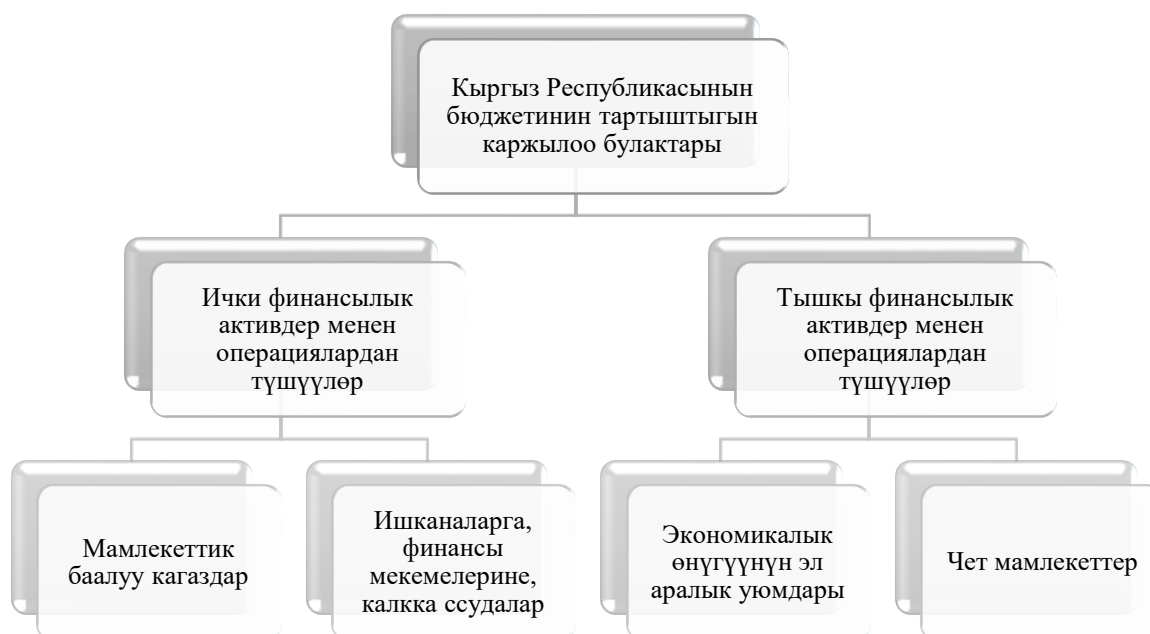 Кыргыз Республикасынын
бюджетинин тартыштыгын
каржылоо булактары
Ички финансылык
активдер менен
операциялардан
түшүүлөр
Тышкы финансылык
активдер менен
операциялардан
түшүүлөр
Мамлекеттик
баалуу кагаздар
Ишканаларга,
финансы
мекемелерине,
калкка ссудалар
Экономикалык
өнүгүүнүн эл
аралык уюмдары
Чет мамлекеттер